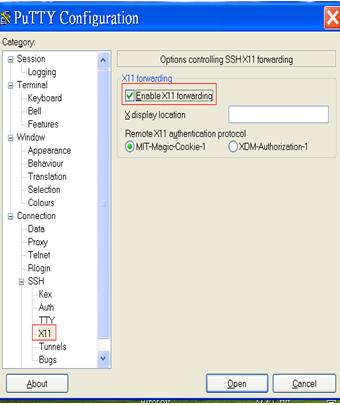 PuTTY Configuration
Category:
Session
Logging
Terminal
Keyboard
Bell
Features
Window
Appearance
Behaviour
Translation
Selection
Colours
Connection
Data
Proxy
Telnet
Rlogin
SSH
Kex
Auth
TTY
X11
Tunnels
Bugs
Options controlling SSH X11 forwarding
X11 forwarding
Enable X11 forwarding
X display location
Remote X11 authentication protocol
MIT-Magic-Cookie-1 XDM-Authorization-1
About Open Cancel